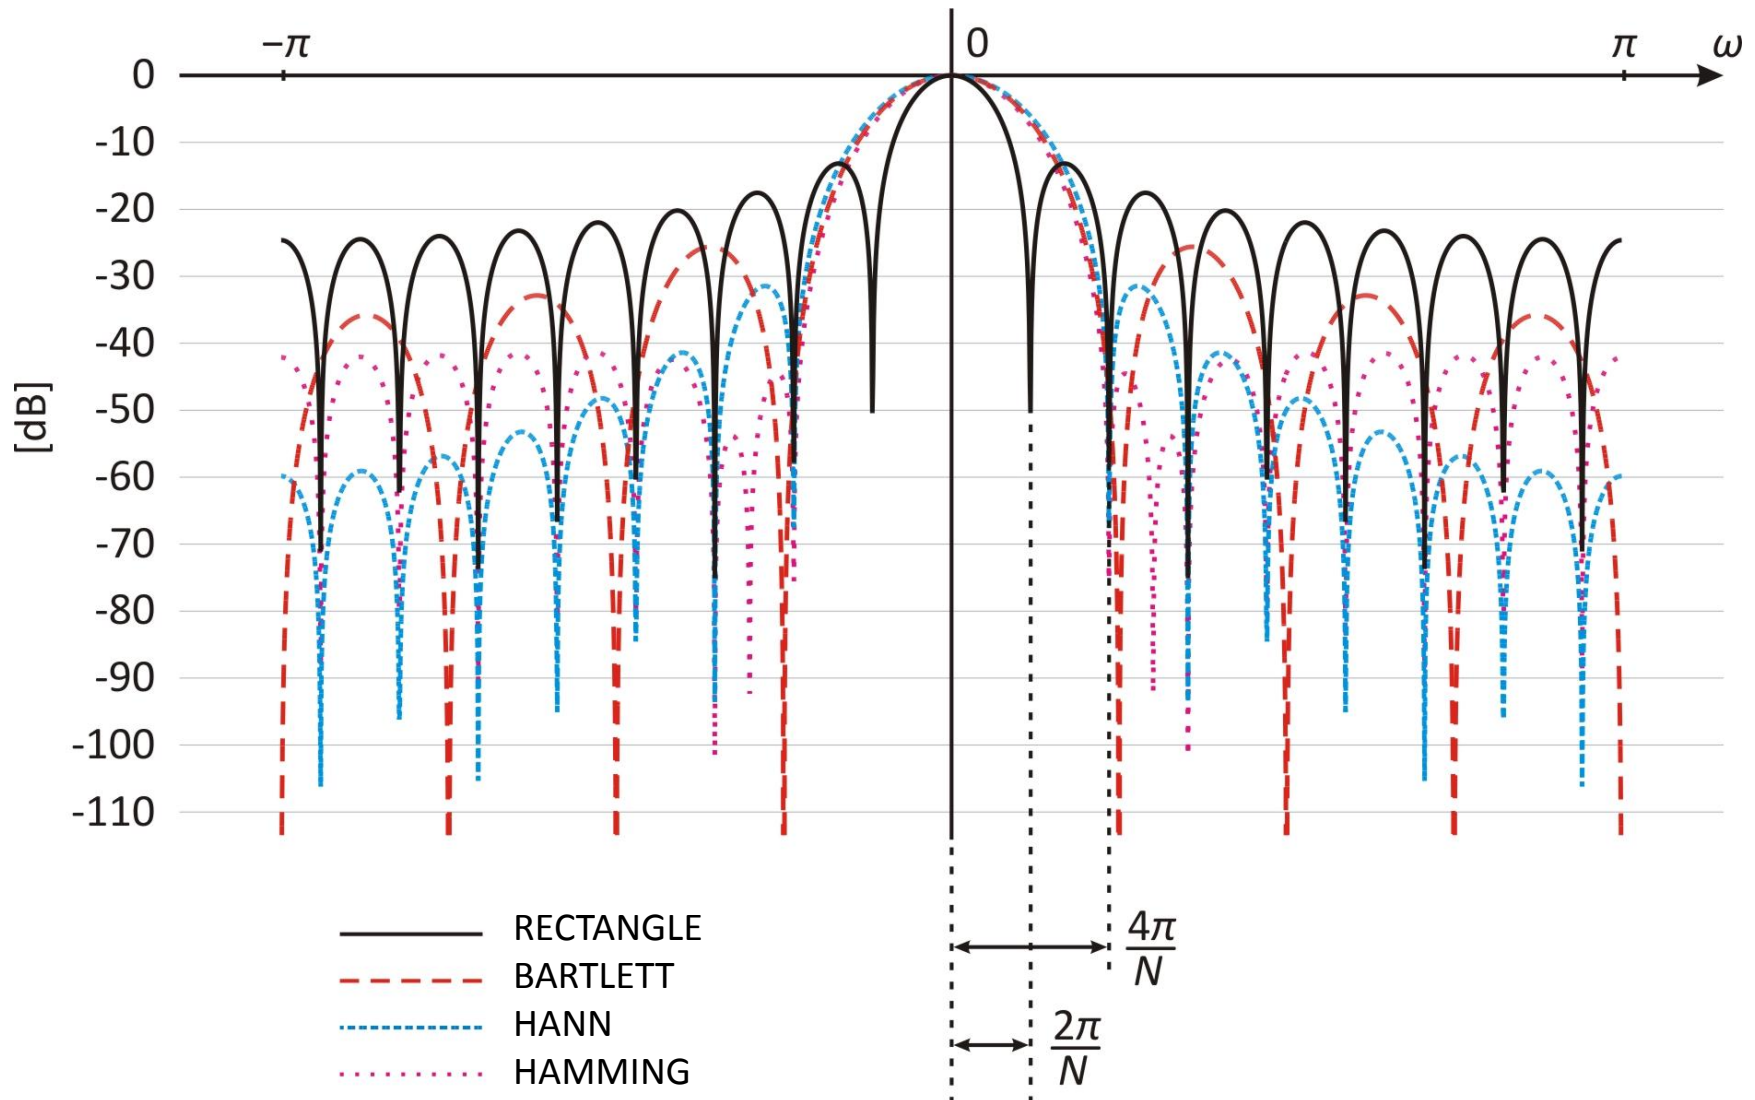 −π 0 π ω
0
-10
-20
-30
-40
-50
-60
-70
-80
-90
-100
-110
[dB]
4π
N
2π
N
RECTANGLE
BARTLETT
HANN
HAMMING